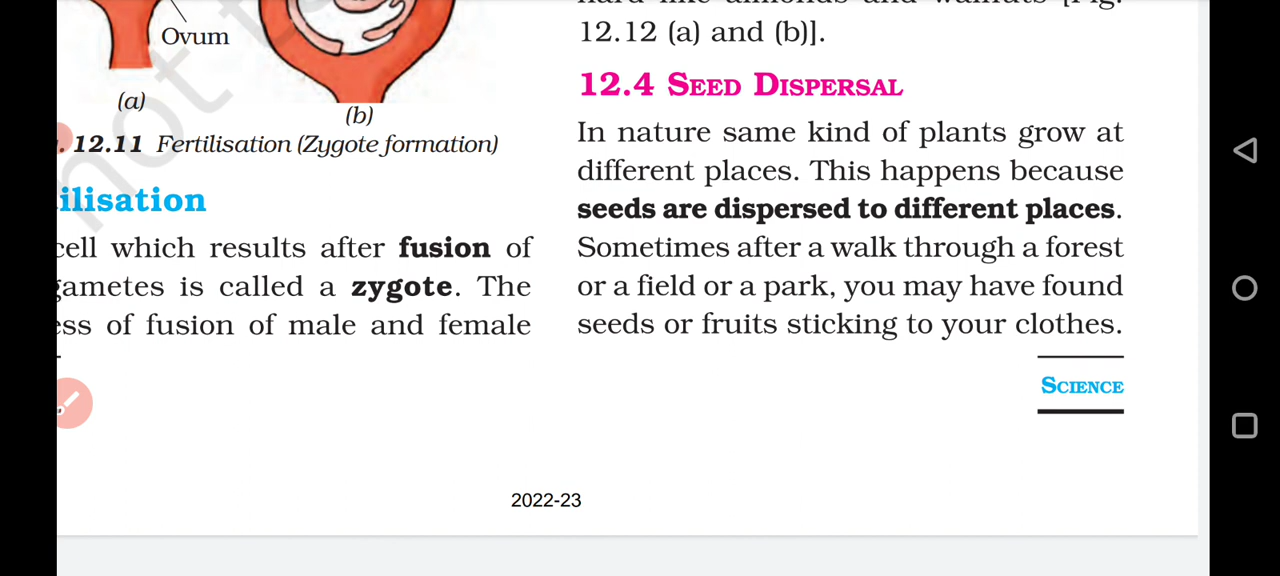 Ovum
(a)
(b)
12.11 Fertilisation (Zygote formation)
ilisation
cell which results after fusion of
gametes is called a zygote. The
ess of fusion of male and female
12.12 (a) and (b)].
12.4 SEED DISPERSAL
In nature same kind of plants grow at
different places. This happens because
seeds are dispersed to different places.
Sometimes after a walk through a forest
or a field or a park, you may have found
seeds or fruits sticking to your clothes.
SCIENCE
2022-23
not